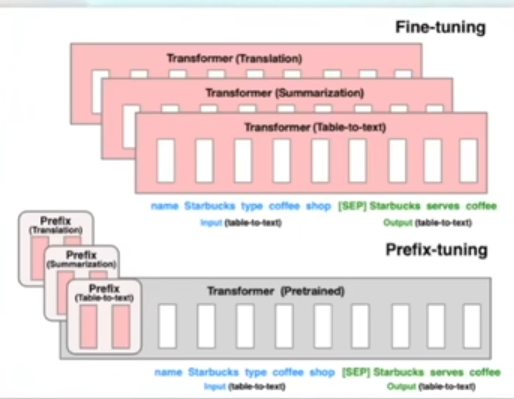 Fine-tuning
Transformer (Translation)
Transformer (Summarization)
Transformer (Table-to-text)
name Starbucks type coffee shop [SEP] Starbucks serves coffee
Input (table-to-text) Output (table-to-text)
Prefix-tuning
Prefix
(Translation)
Prefix
(Summarization)
Prefix
(Table-to-text)
Transformer (Pretrained)
name Starbucks type coffee shop [SEP] Starbucks serves coffee
Input (table-to-text) Output (table-to-text)